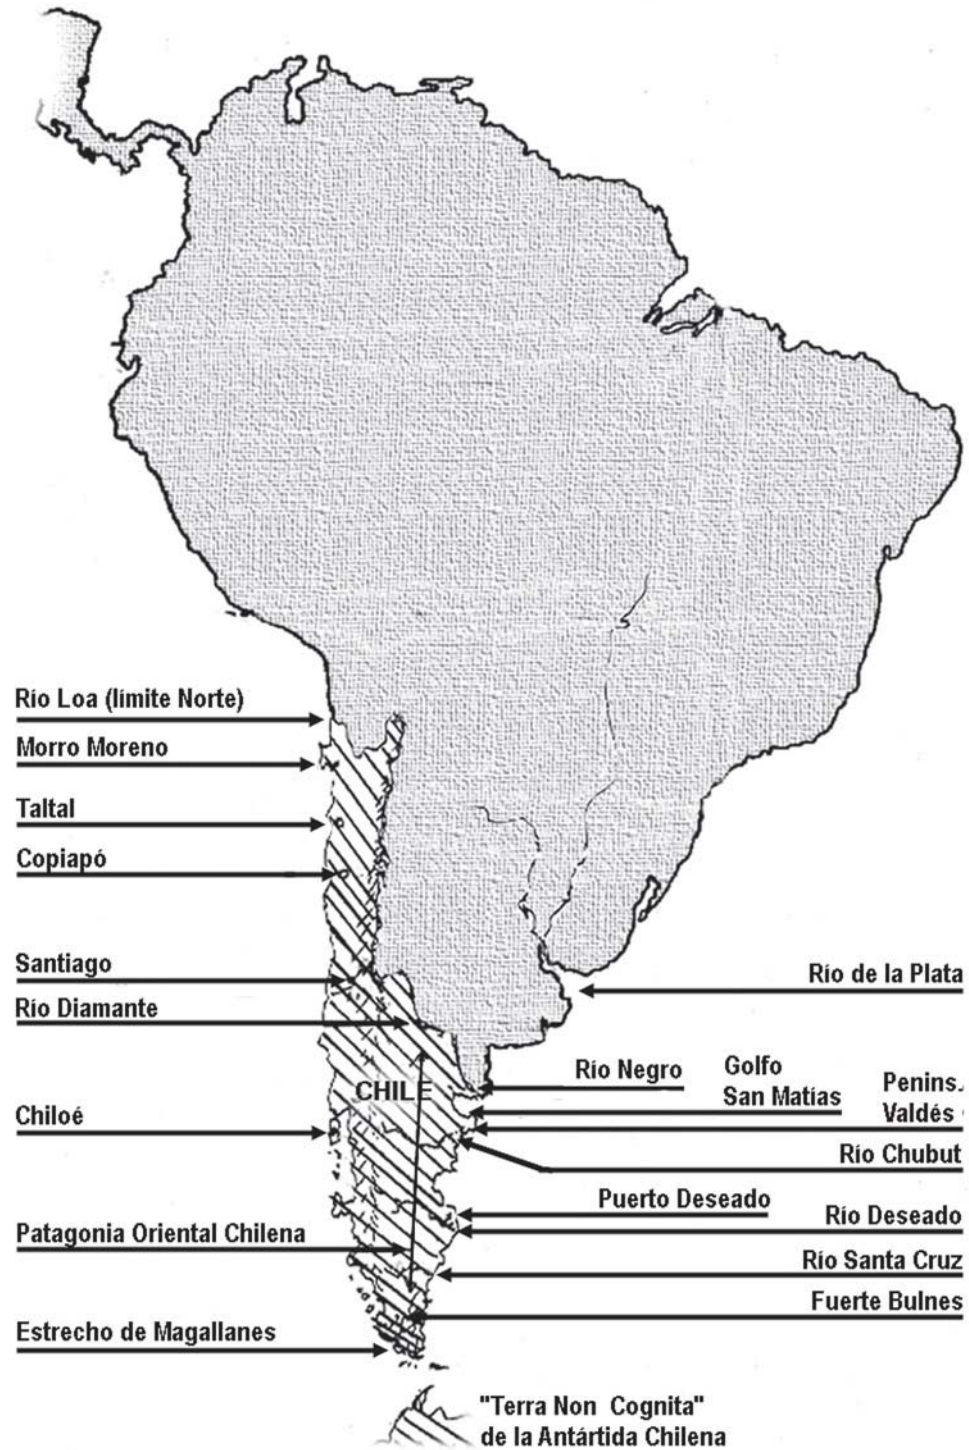 Río Loa (límite Norte)
Morro Moreno
Taltal
Copiapó
Santiago
Río Diamante
Chiloé
Patagonia Oriental Chilena
Estrecho de Magallanes
CHILE
Río de la Plata
Río Negro
Golfo
San Matías
Penins.
Valdés
Río Chubut
Puerto Deseado
Río Deseado
Río Santa Cruz
Fuerte Bulnes
"Terra Non Cognita"
de la Antártida Chilena